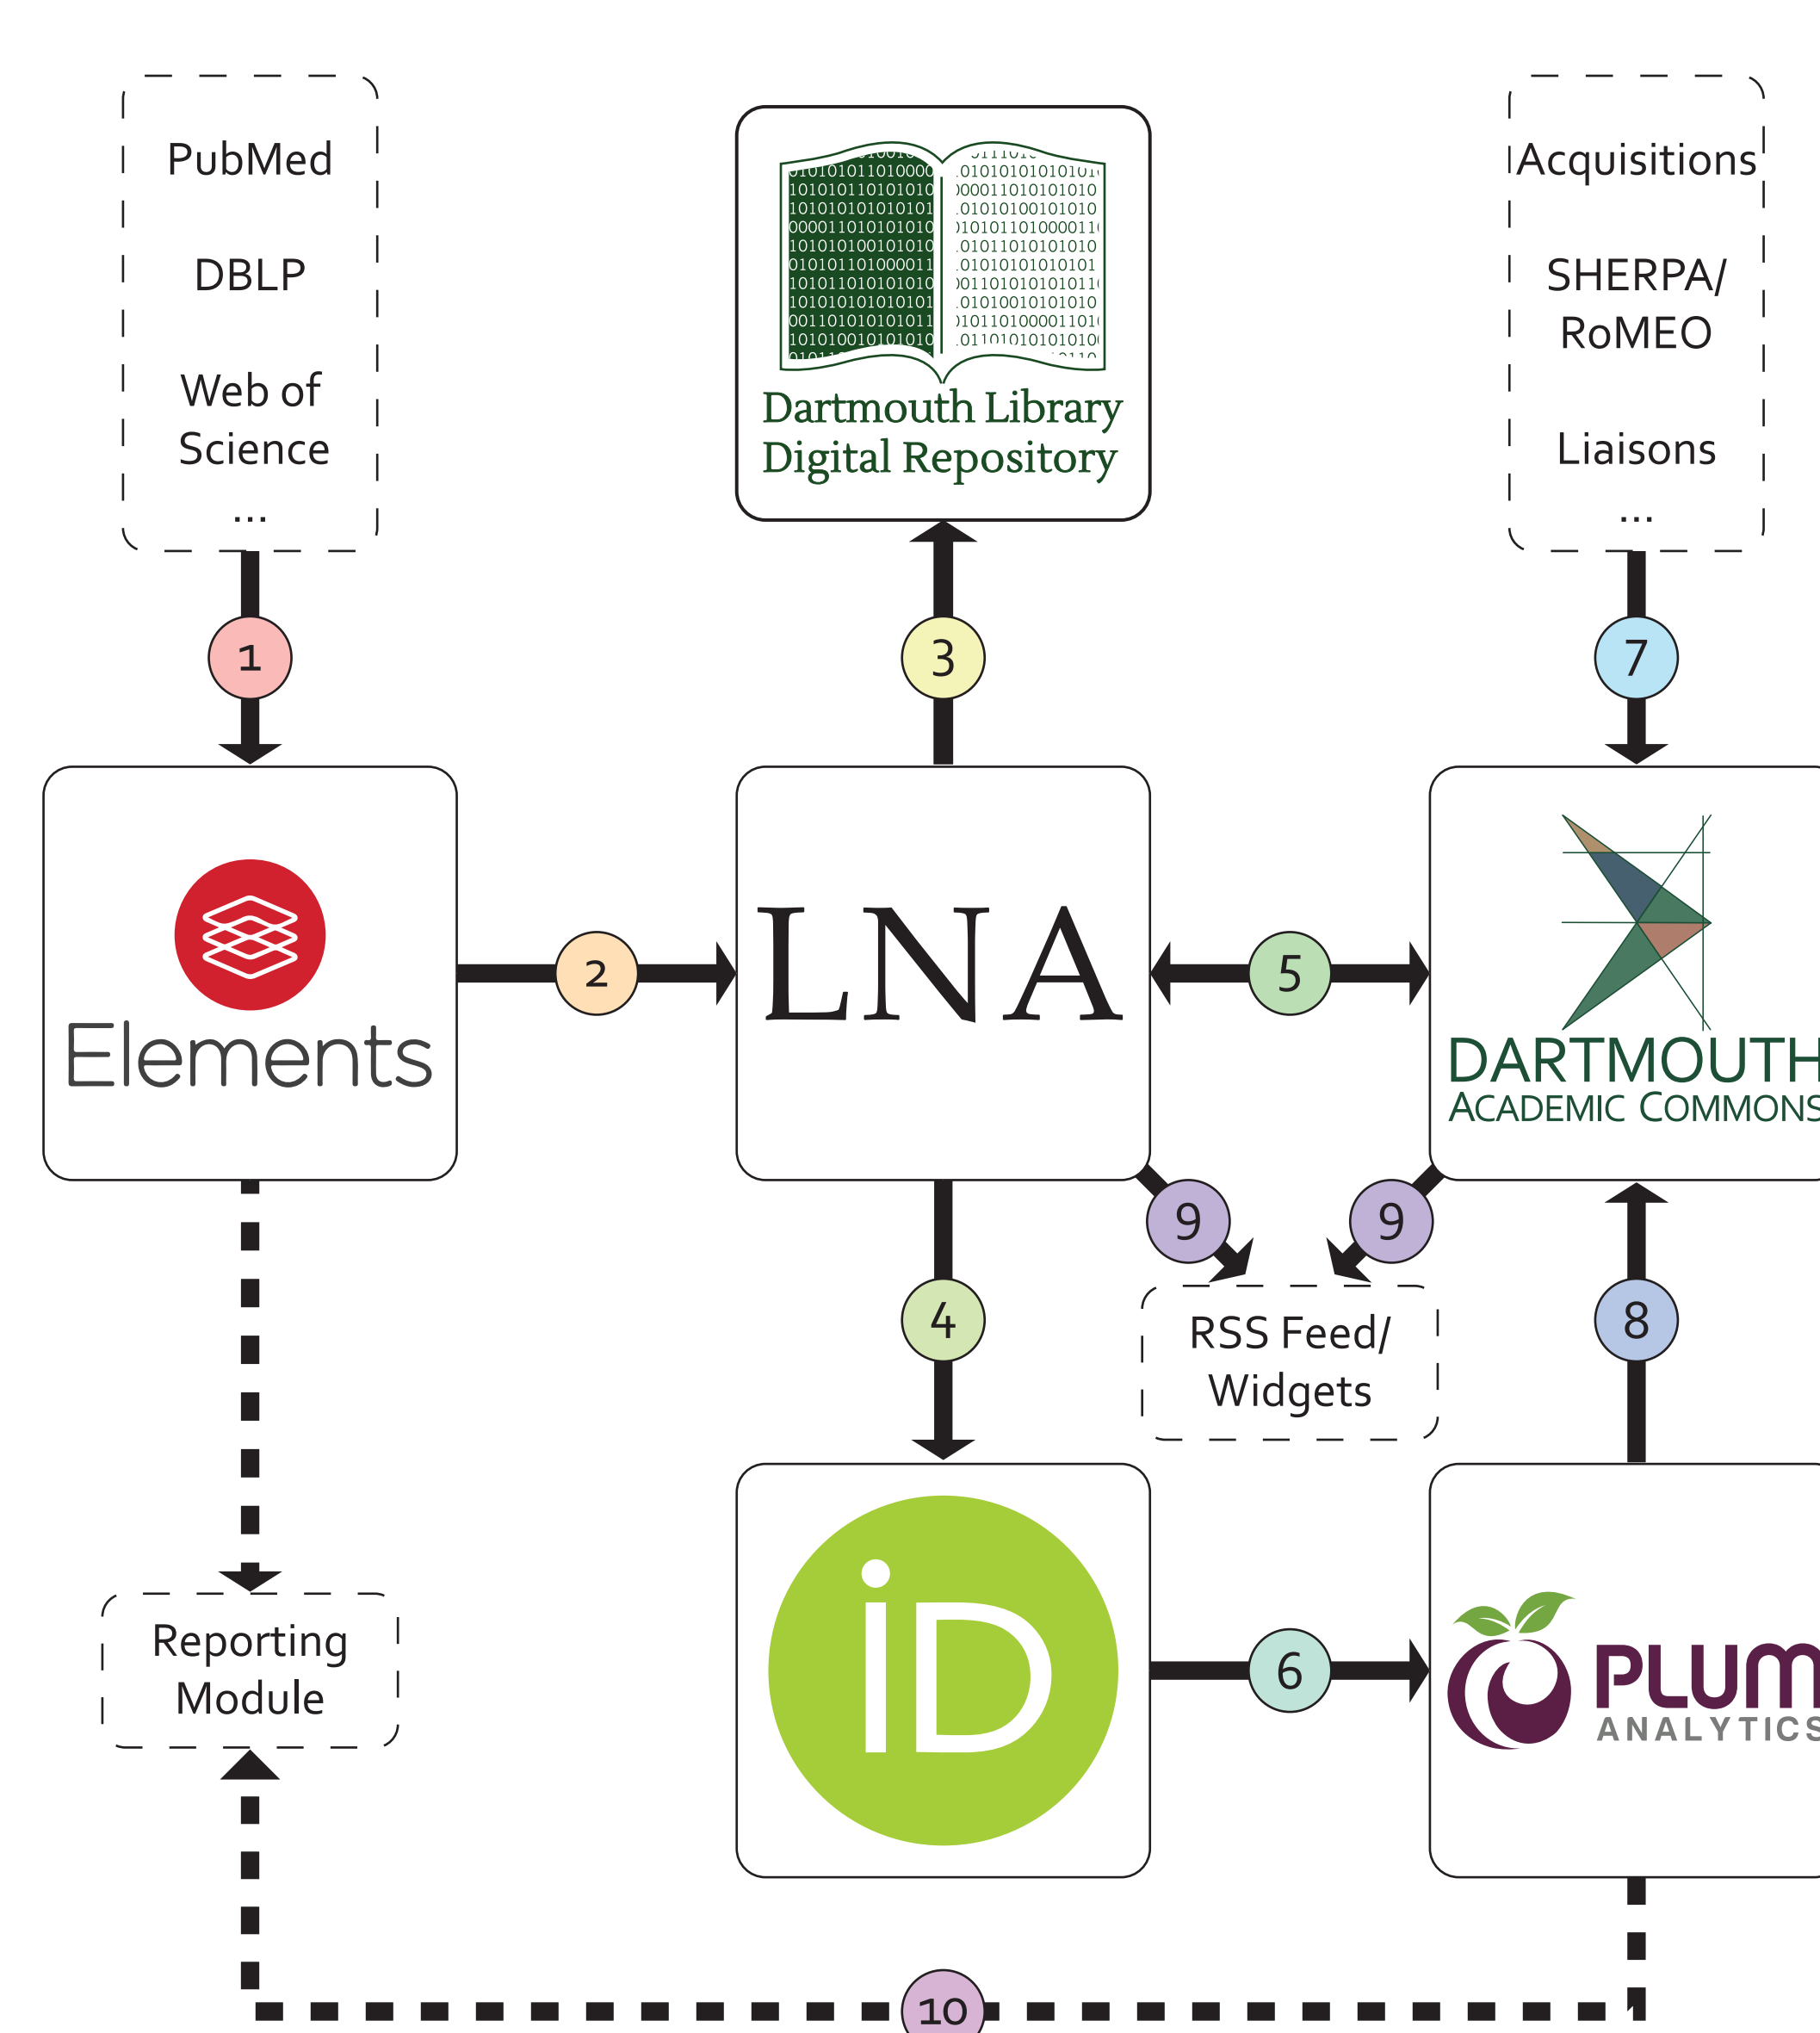 PubMed
DBLP
Web of
Science
...
Dartmouth Library
Digital Repository
Acquisitions
SHERPA/
RoMEO
Liaisons
...
1
3
7
Elements
2
LNA
5
DARTMOUTH
ACADEMIC COMMONS
9
9
4
RSS Feed/
Widgets
8
Reporting
Module
iD
6
PLUM
ANALYTICS
10